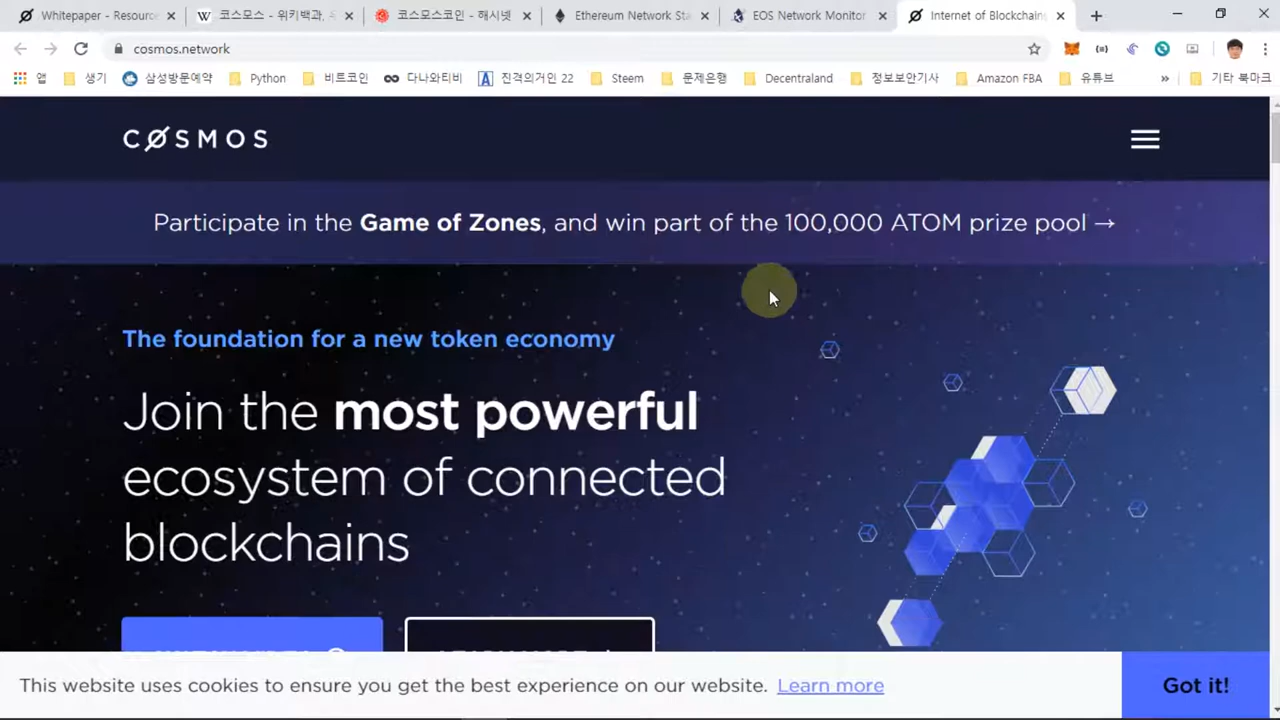 Whitepaper - Resource
코스모스 - 위키백과, 우
코스모스코인 - 해시넷
Ethereum Network Sta
EOS Network Monitor
Internet of Blockchains
cosmos.network
앱
생기
삼성방문예약
Python
비트코인
다나와티비
진격의거인 22
Steem
문제은행
Decentraland
정보보안기사
Amazon FBA
유튜브
기타 북마크
COSMOS
Participate in the Game of Zones, and win part of the 100,000 ATOM prize pool →
The foundation for a new token economy
Join the most powerful
ecosystem of connected
blockchains
This website uses cookies to ensure you get the best experience on our website. Learn more
Got it!